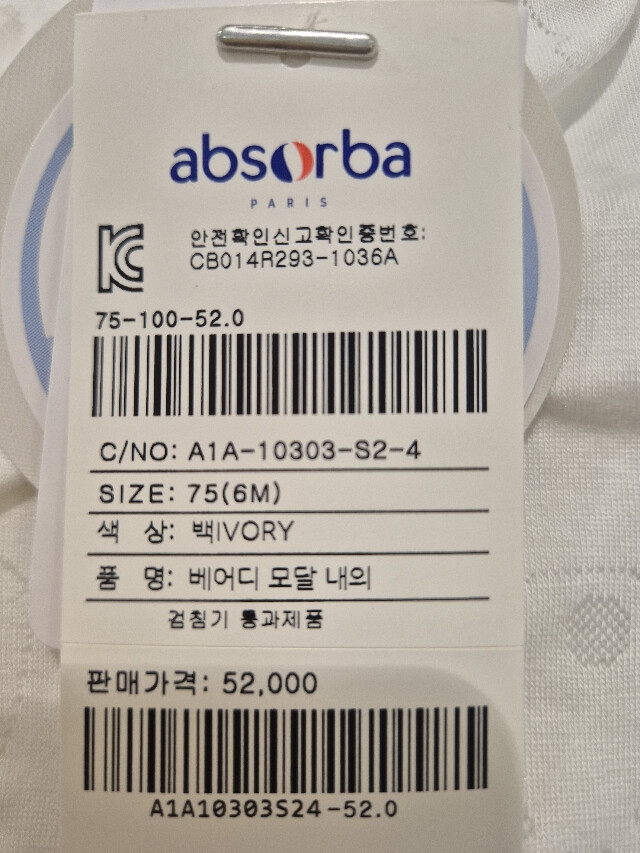 absorba
PARIS
안전확인신고확인증번호:
CB014R293-1036A
75-100-52.0
C/NO: A1A-10303-S2-4
SIZE: 75(6M)
색 상: 백IVORY
품 명: 베어디 모달 내의
검침기 통과제품
판매가격: 52,000
A1A10303S24-52.0